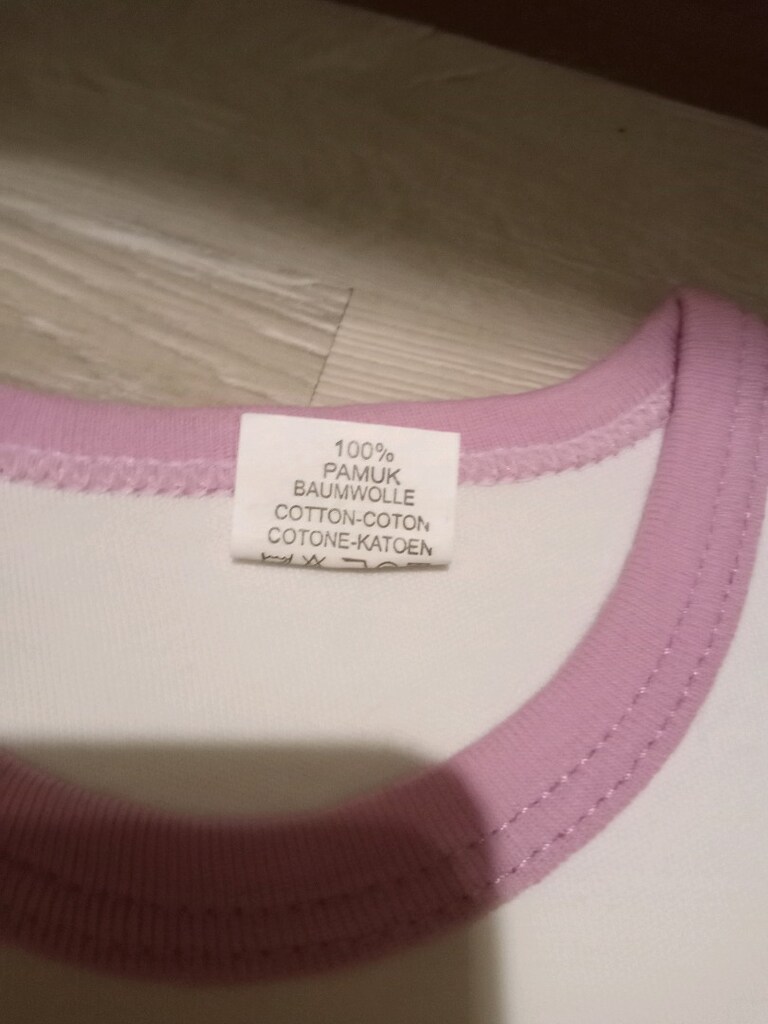 100%
PAMUK
BAUMWOLLE
COTTON-COTON
COTONE-KATOEN